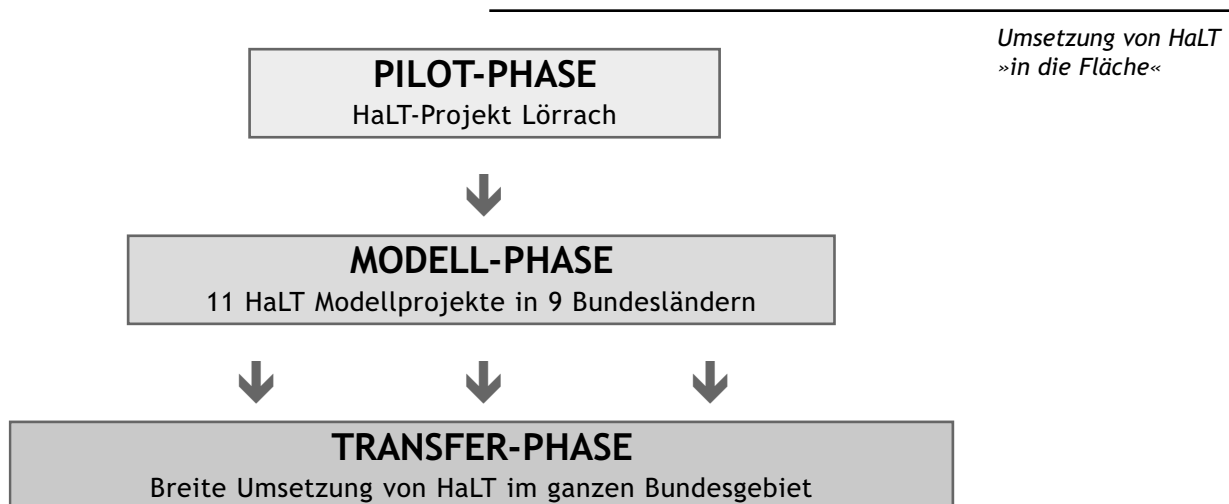 Umsetzung von HaLT
»in die Fläche«
PILOT-PHASE
HaLT-Projekt Lörrach
MODELL-PHASE
11 HaLT Modellprojekte in 9 Bundesländern
TRANSFER-PHASE
Breite Umsetzung von HaLT im ganzen Bundesgebiet